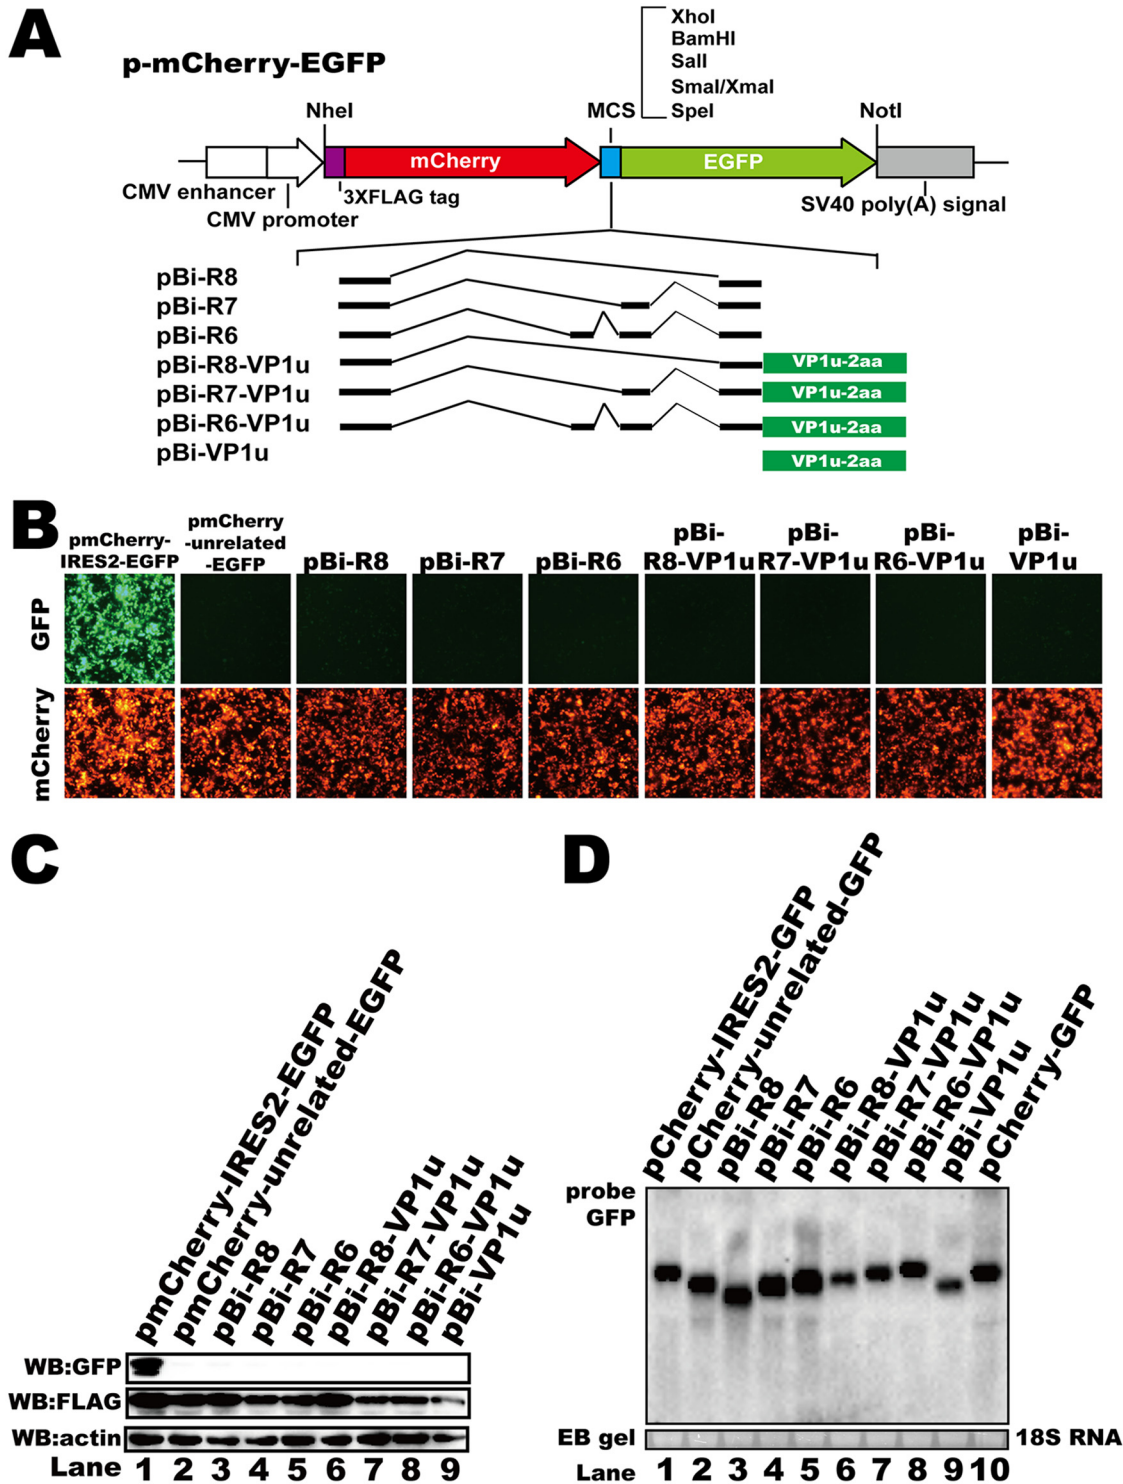 A
p-mCherry-EGFP
XhoI
BamHI
SalI
SmaI/XmaI
SpeI
NheI
MCS
NotI
mCherry
EGFP
CMV enhancer
3XFLAG tag
CMV promoter
SV40 poly(A) signal
pBi-R8
pBi-R7
pBi-R6
pBi-R8-VP1u
VP1u-2aa
pBi-R7-VP1u
VP1u-2aa
pBi-R6-VP1u
VP1u-2aa
pBi-VP1u
VP1u-2aa
B
pmCherry-
IRES2-EGFP
pmCherry
-unrelated
-EGFP
pBi-R8
pBi-R7
pBi-R6
pBi-
R8-VP1u
pBi-
R7-VP1u
pBi-
R6-VP1u
pBi-
VP1u
GFP
mCherry
C
pmCherry-IRES2-EGFP
pmCherry-unrelated-EGFP
pBi-R8
pBi-R7
pBi-R6
pBi-R8-VP1u
pBi-R7-VP1u
pBi-R6-VP1u
pBi-VP1u
WB:GFP
WB:FLAG
WB:actin
Lane 1 2 3 4 5 6 7 8 9
D
pCherry-IRES2-GFP
pCherry-unrelated-GFP
pBi-R8
pBi-R7
pBi-R6
pBi-R8-VP1u
pBi-R7-VP1u
pBi-R6-VP1u
pBi-VP1u
pCherry-GFP
probe
GFP
EB gel
18S RNA
Lane 1 2 3 4 5 6 7 8 9 10